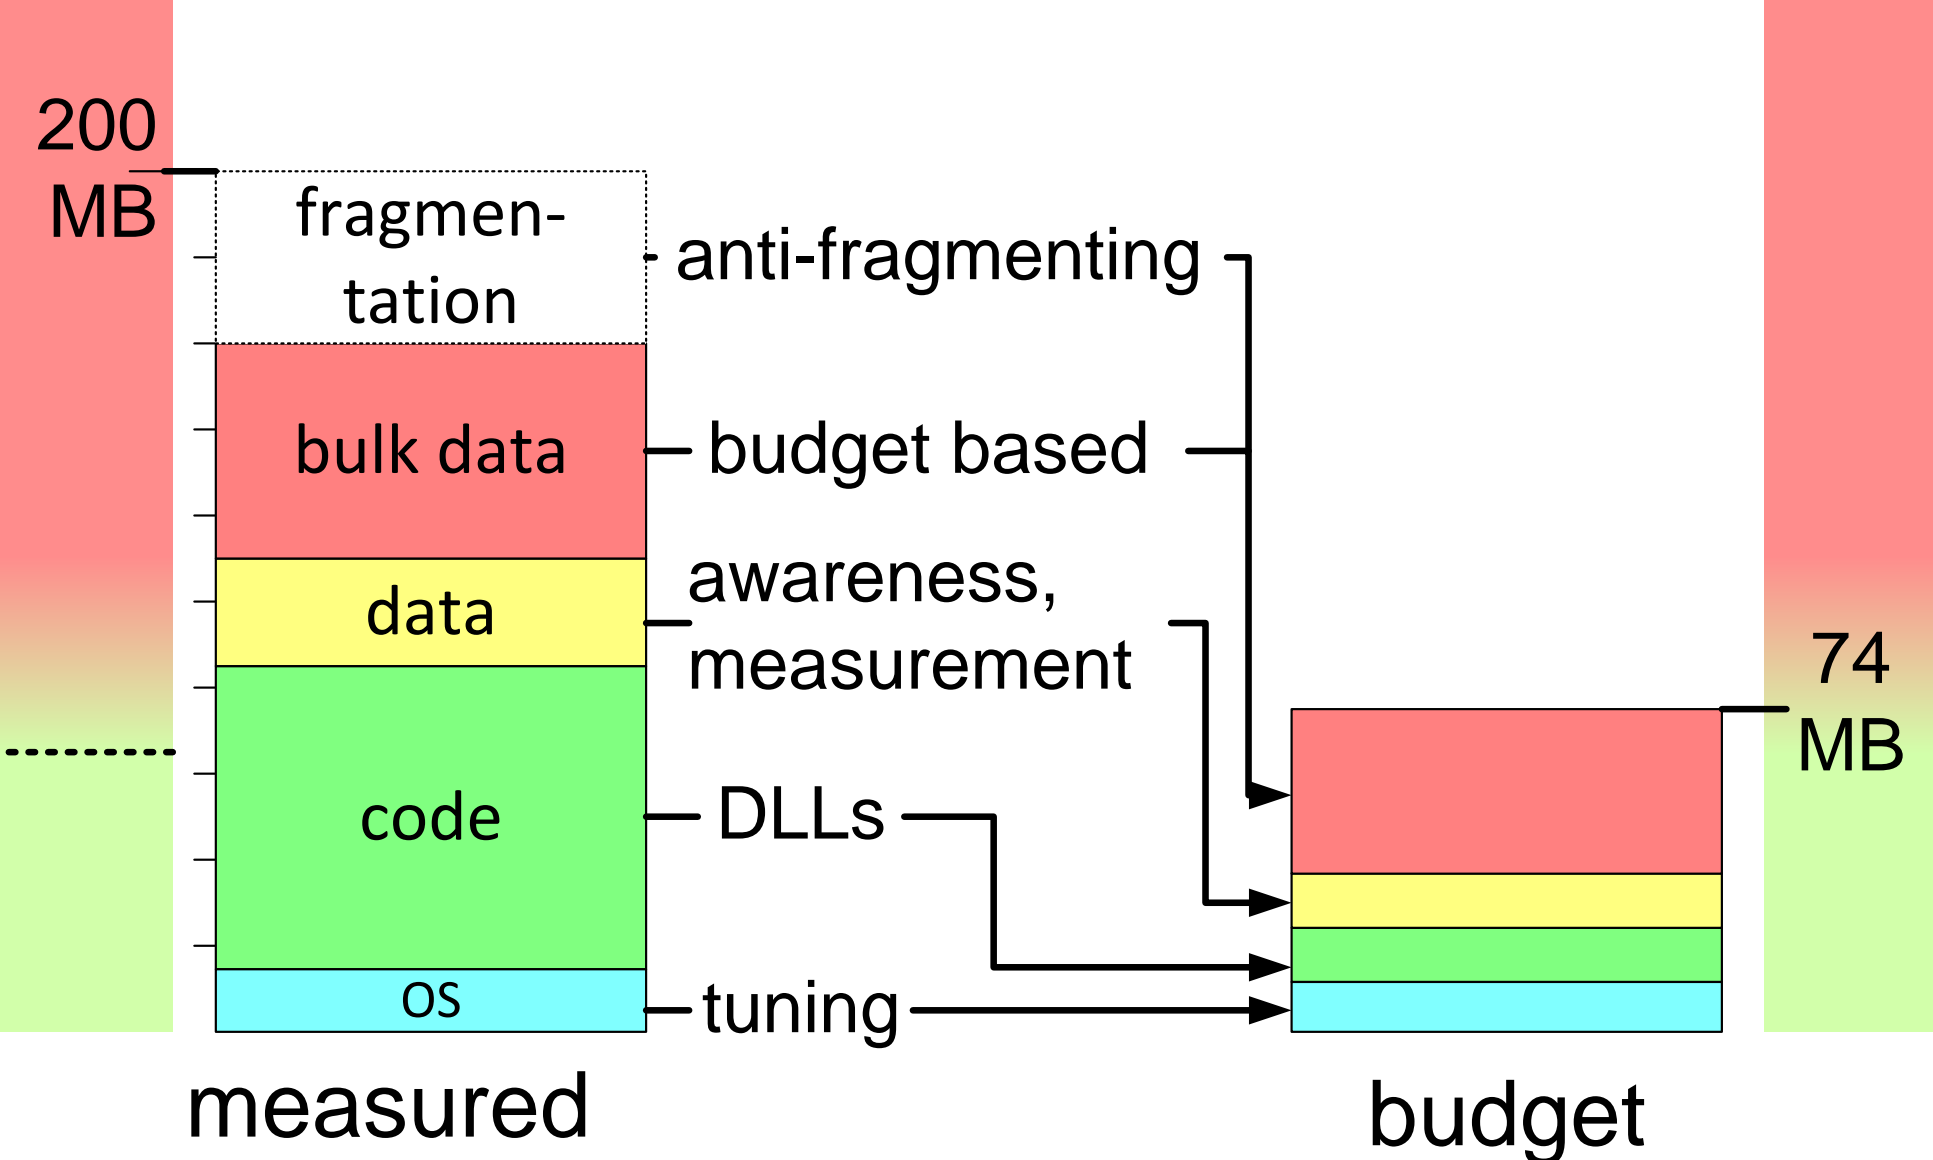 200
MB
fragmen-
tation
anti-fragmenting
bulk data
budget based
data
awareness,
measurement
74
MB
code
DLLs
OS
tuning
measured
budget